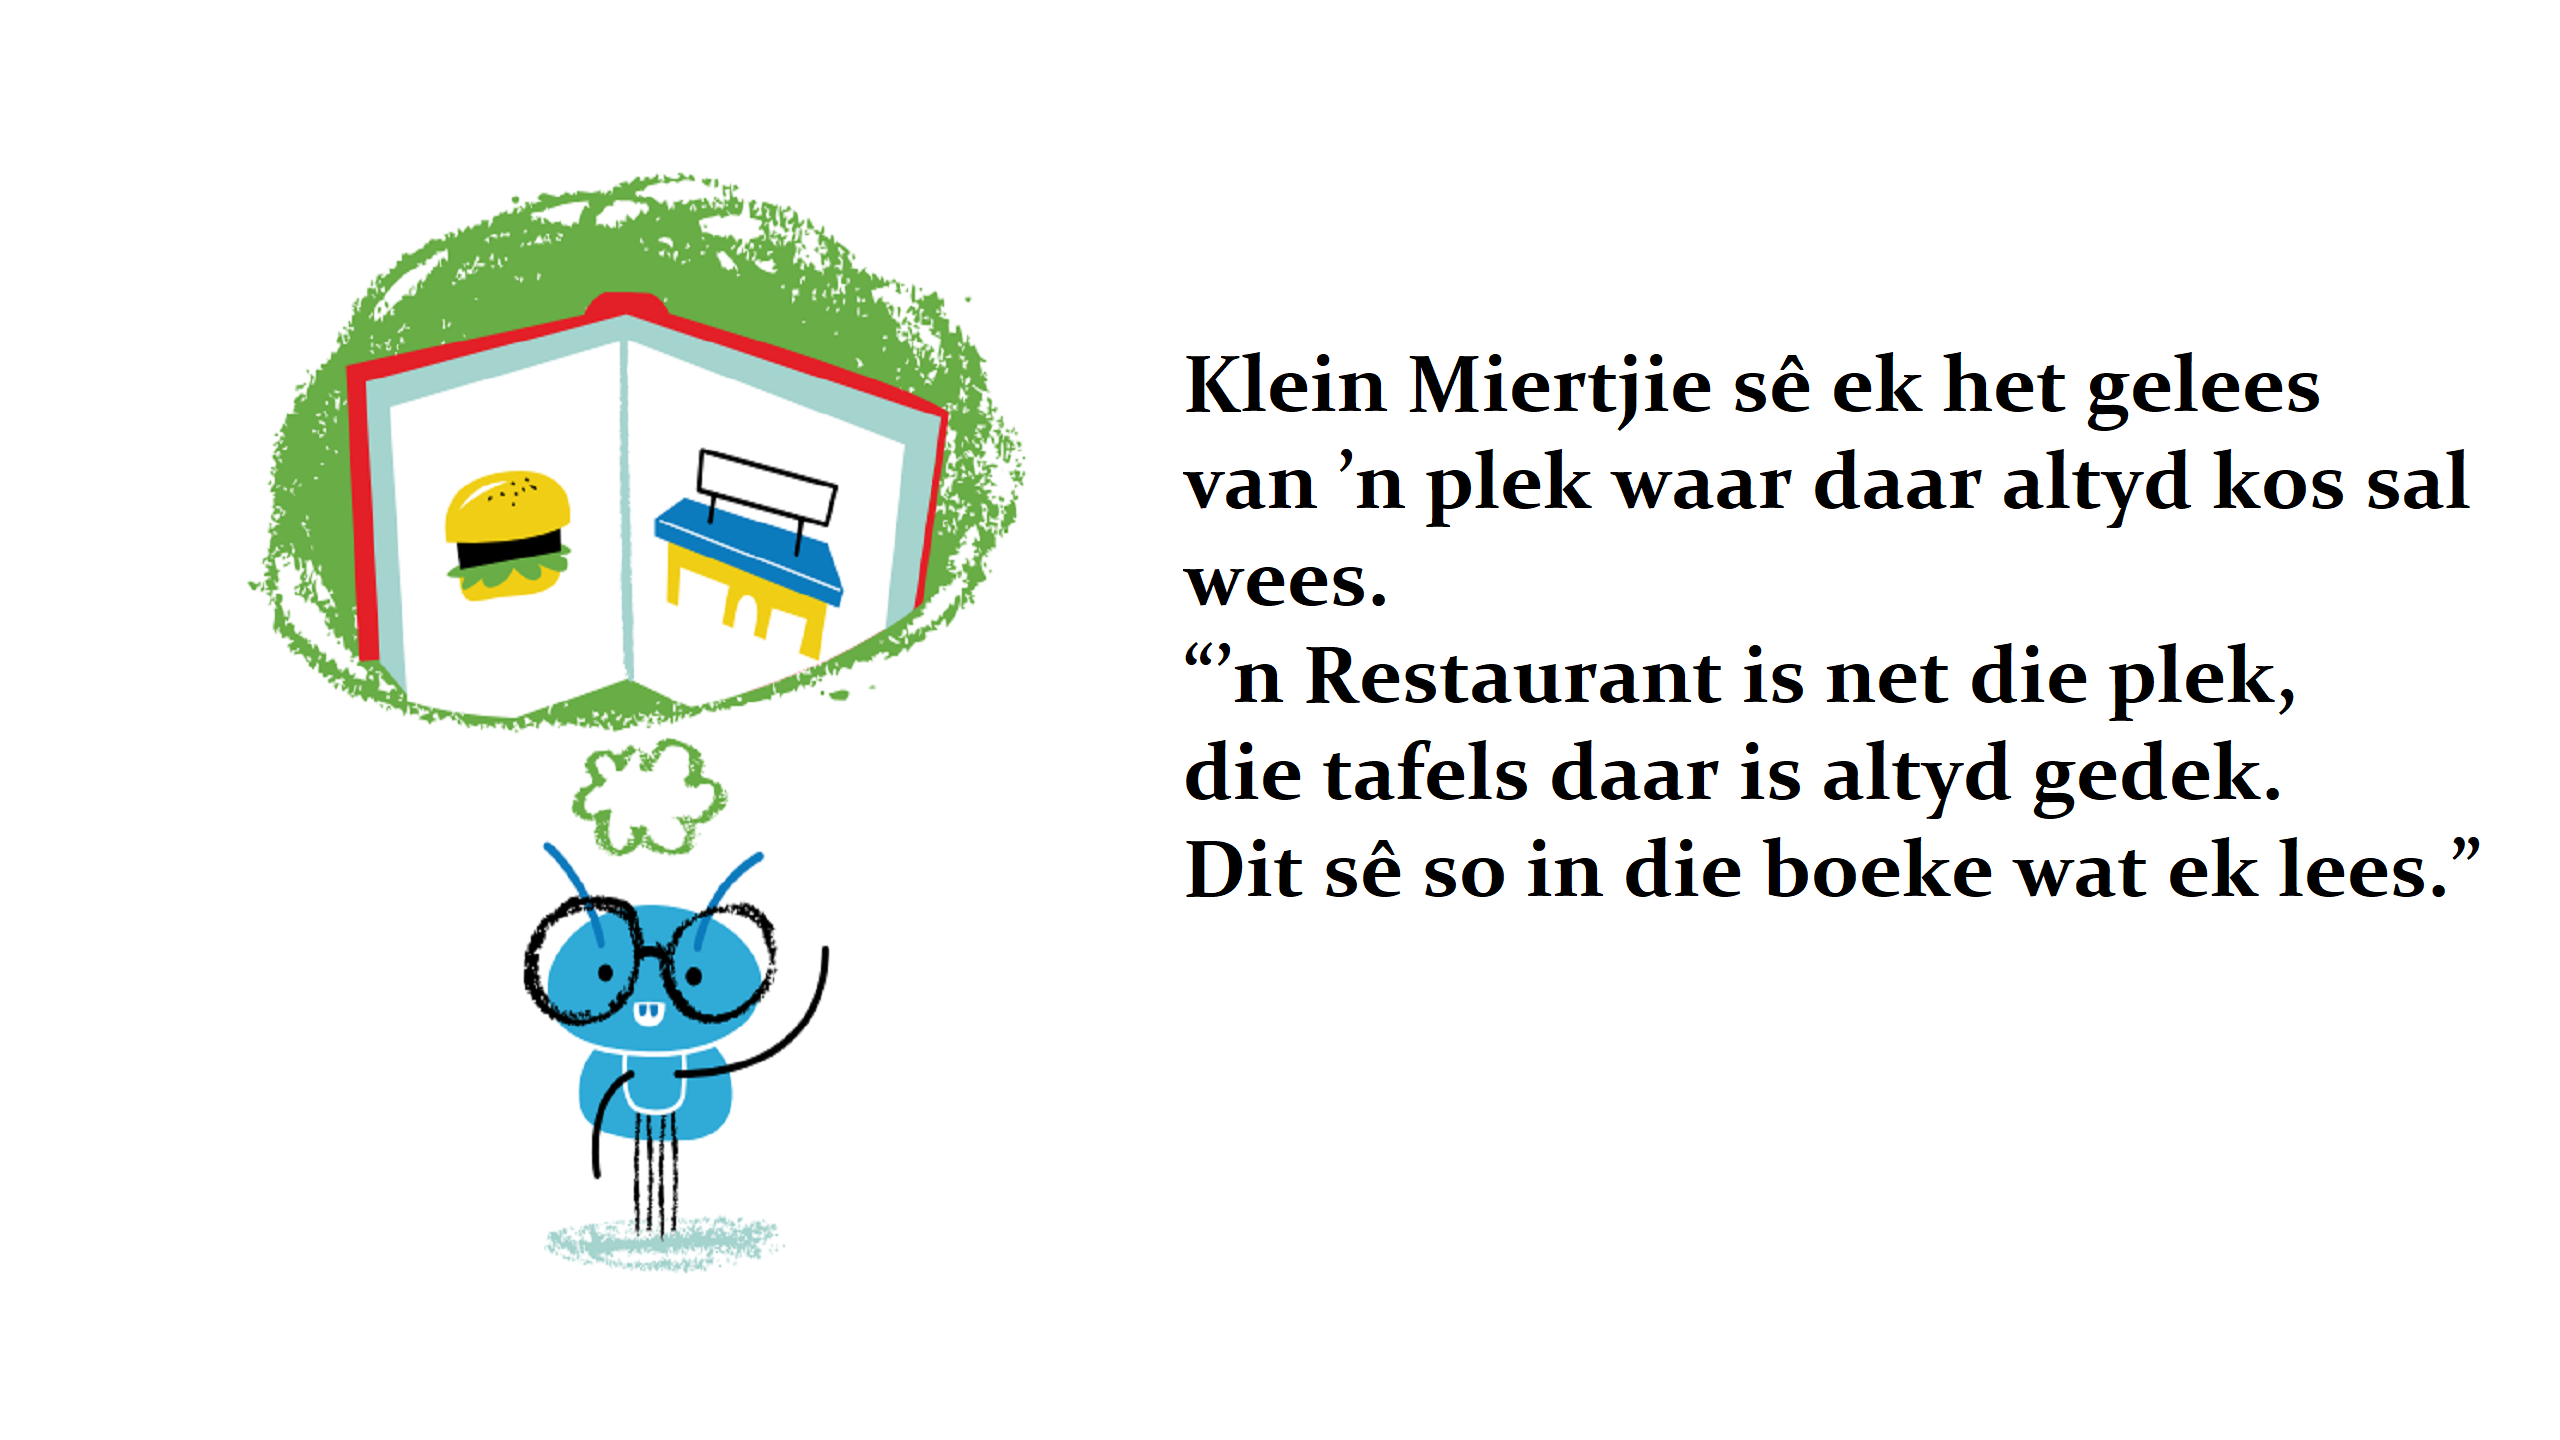 Klein Miertjie sê ek het gelees
van ’n plek waar daar altyd kos sal
wees.
“’n Restaurant is net die plek,
die tafels daar is altyd gedek.
Dit sê so in die boeke wat ek lees.”